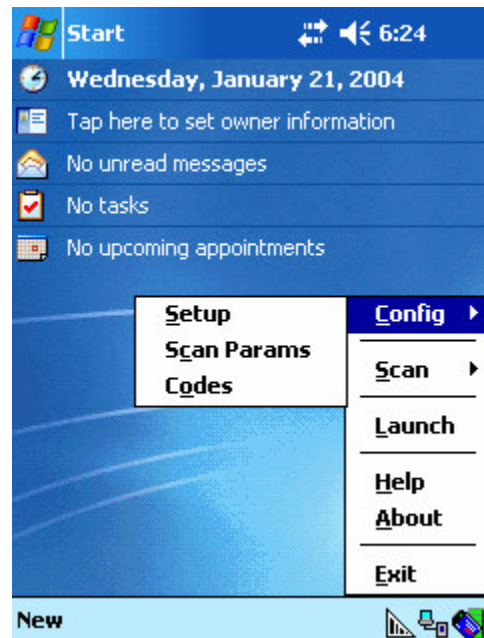 Start 6:24
Wednesday, January 21, 2004
Tap here to set owner information
No unread messages
No tasks
No upcoming appointments
Setup
Scan Params
Codes
Config
Scan
Launch
Help
About
Exit
New